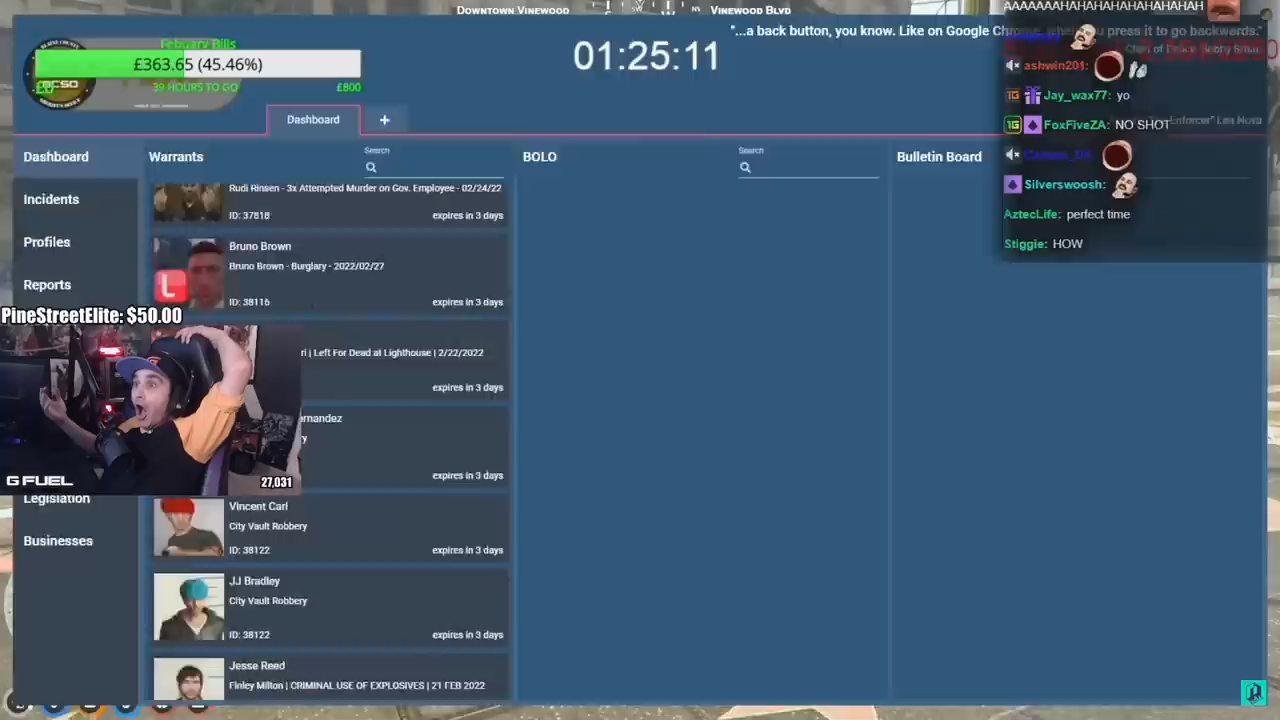 Downtown Vinewood
W
Vinewood Blvd
AAAAAAAHAHAHAHAHAHAHAH
"...a back button, you know. Like on Google Chrome, when you press it to go backwards."
Febuary Bills
£363.65 (45.46%)
£0
39 HOURS TO GO
£800
BCSO
01:25:11
ashwin201:
Jay_wax77: yo
FoxFiveZA: NO SHOT
Silverswoosh:
AztecLife: perfect time
Stiggie: HOW
Dashboard
+
Dashboard
Incidents
Profiles
Reports
Legislation
Businesses
Warrants
Search
Rudi Rinsen - 3x Attempted Murder on Gov. Employee - 02/24/22
ID: 37818
expires in 3 days
Bruno Brown
Bruno Brown - Burglary - 2022/02/27
ID: 38116
expires in 3 days
ri | Left For Dead at Lighthouse | 2/22/2022
expires in 3 days
ernandez
ry
expires in 3 days
Vincent Carl
City Vault Robbery
ID: 38122
expires in 3 days
JJ Bradley
City Vault Robbery
ID: 38122
expires in 3 days
Jesse Reed
Finley Milton | CRIMINAL USE OF EXPLOSIVES | 21 FEB 2022
BOLO
Search
Bulletin Board
PineStreetElite: $50.00
G FUEL
27,031